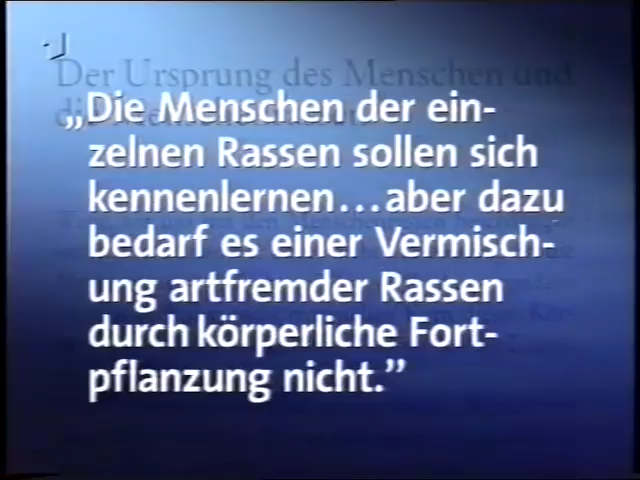 Der Ursprung des Menschen und
„Die Menschen der ein-
zelnen Rassen sollen sich
kennenlernen...aber dazu
bedarf es einer Vermisch-
ung artfremder Rassen
durch körperliche Fort-
pflanzung nicht.”